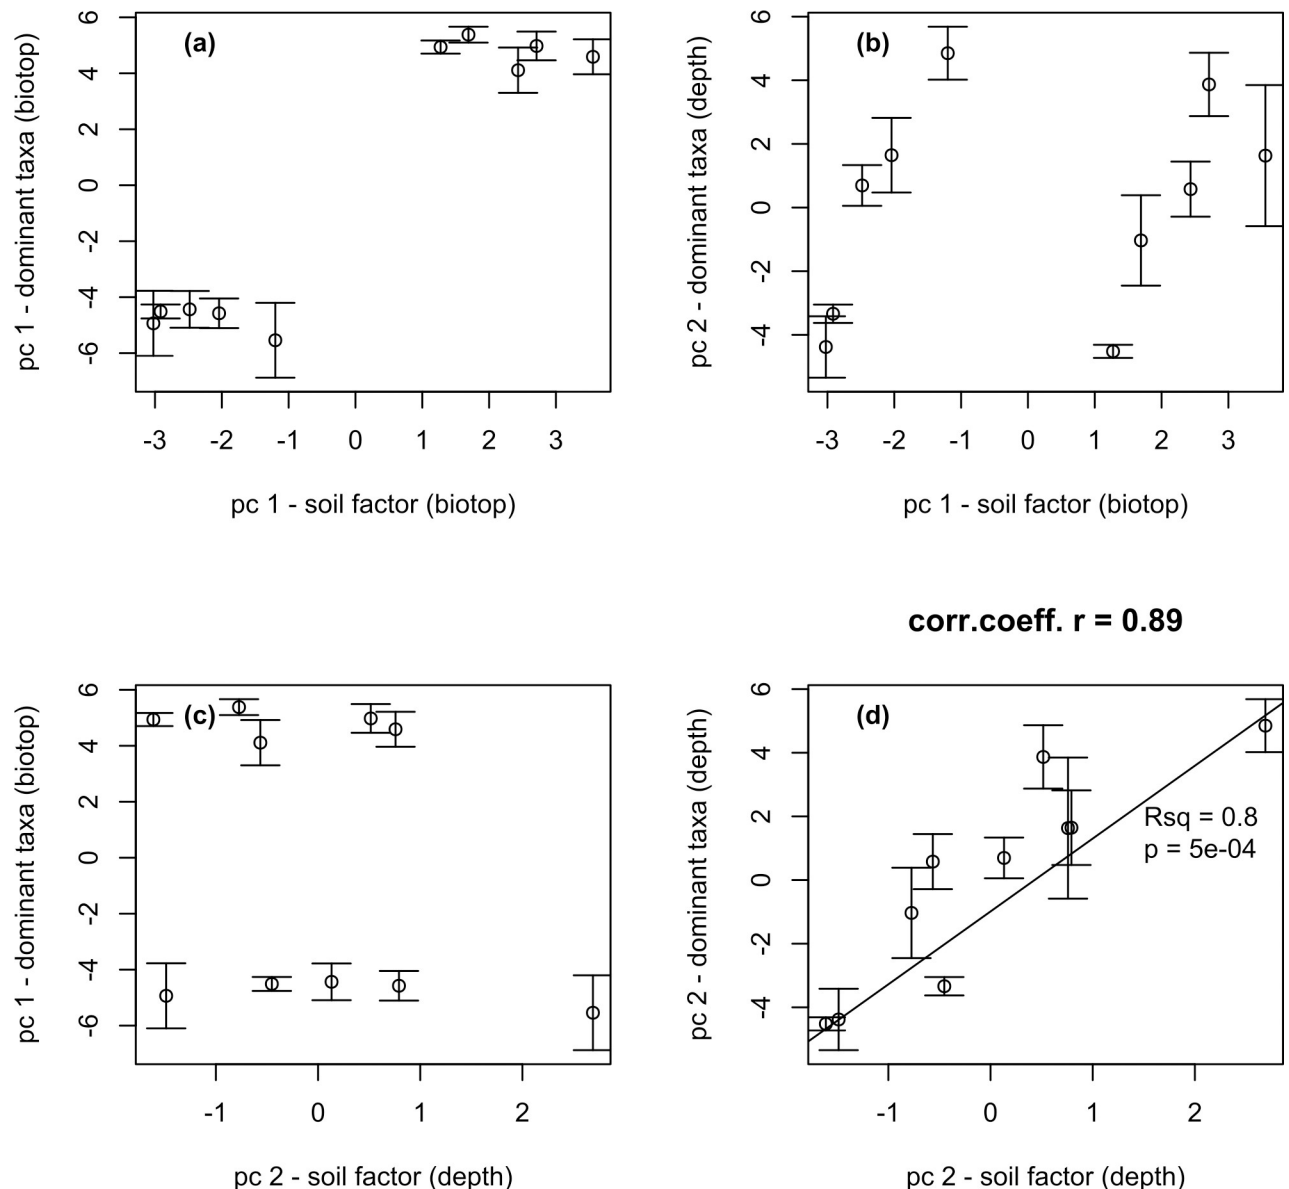 (a)
6
4
2
0
-2
-4
-6
pc 1 - dominant taxa (biotop)
-3 -2 -1 0 1 2 3
pc 1 - soil factor (biotop)
(b)
6
4
2
0
-2
-4
pc 2 - dominant taxa (depth)
-3 -2 -1 0 1 2 3
pc 1 - soil factor (biotop)
(c)
6
4
2
0
-2
-4
-6
pc 1 - dominant taxa (biotop)
-1 0 1 2
pc 2 - soil factor (depth)
corr.coeff. r = 0.89
(d)
6
4
2
0
-2
-4
pc 2 - dominant taxa (depth)
Rsq = 0.8
p = 5e-04
-1 0 1 2
pc 2 - soil factor (depth)